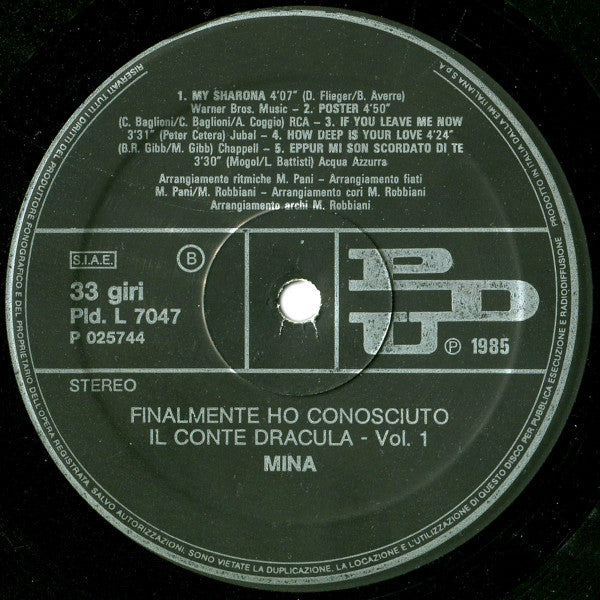 RISERVATI TUTTI I DIRITTI DEL PRODUTTORE FONOGRAFICO E DEL PROPRIETARIO DELL'OPERA REGISTRATA. SALVO AUTORIZZAZIONI, SONO VIETATE LA DUPLICAZIONE, LA LOCAZIONE E L'UTILIZZAZIONE DI QUESTO DISCO PER PUBBLICA ESECUZIONE E RADIODIFFUSIONE
PRODOTTO IN ITALIA DALLA EMI ITALIANA S.p.A.
1. MY SHARONA 4'07" (D. Flieger/B. Averre)
Warner Bros. Music – 2. POSTER 4'50"
(C. Baglioni/C. Baglioni/A. Coggio) RCA – 3. IF YOU LEAVE ME NOW
3'31" (Peter Cetera) Jubal – 4. HOW DEEP IS YOUR LOVE 4'24"
(B.R. Gibb/M. Gibb) Chappell – 5. EPPUR MI SON SCORDATO DI TE
3'30" (Mogol/L. Battisti) Acqua Azzurra
Arrangiamento ritmiche M. Pani – Arrangiamento fiati
M. Pani/M. Robbiani – Arrangiamento cori M. Robbiani
Arrangiamento archi M. Robbiani
S.I.A.E. B
33 giri
Pld. L 7047
P 025744
PDU
℗ 1985
STEREO
FINALMENTE HO CONOSCIUTO
IL CONTE DRACULA - Vol. 1
MINA